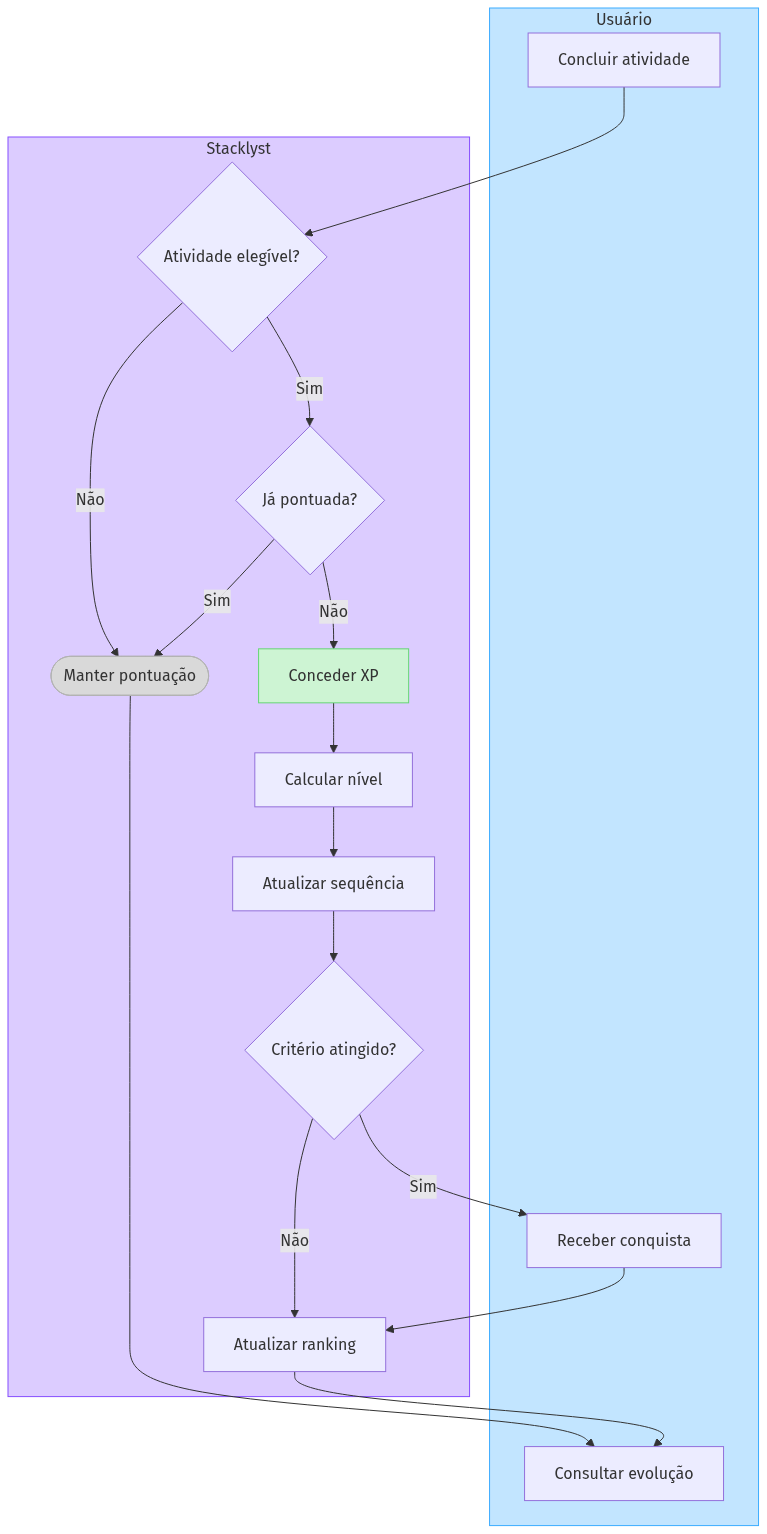 Usuário
Concluir atividade
Stacklyst
Atividade elegível?
Sim
Não
Já pontuada?
Sim
Não
Manter pontuação
Conceder XP
Calcular nível
Atualizar sequência
Critério atingido?
Sim
Não
Receber conquista
Atualizar ranking
Consultar evolução